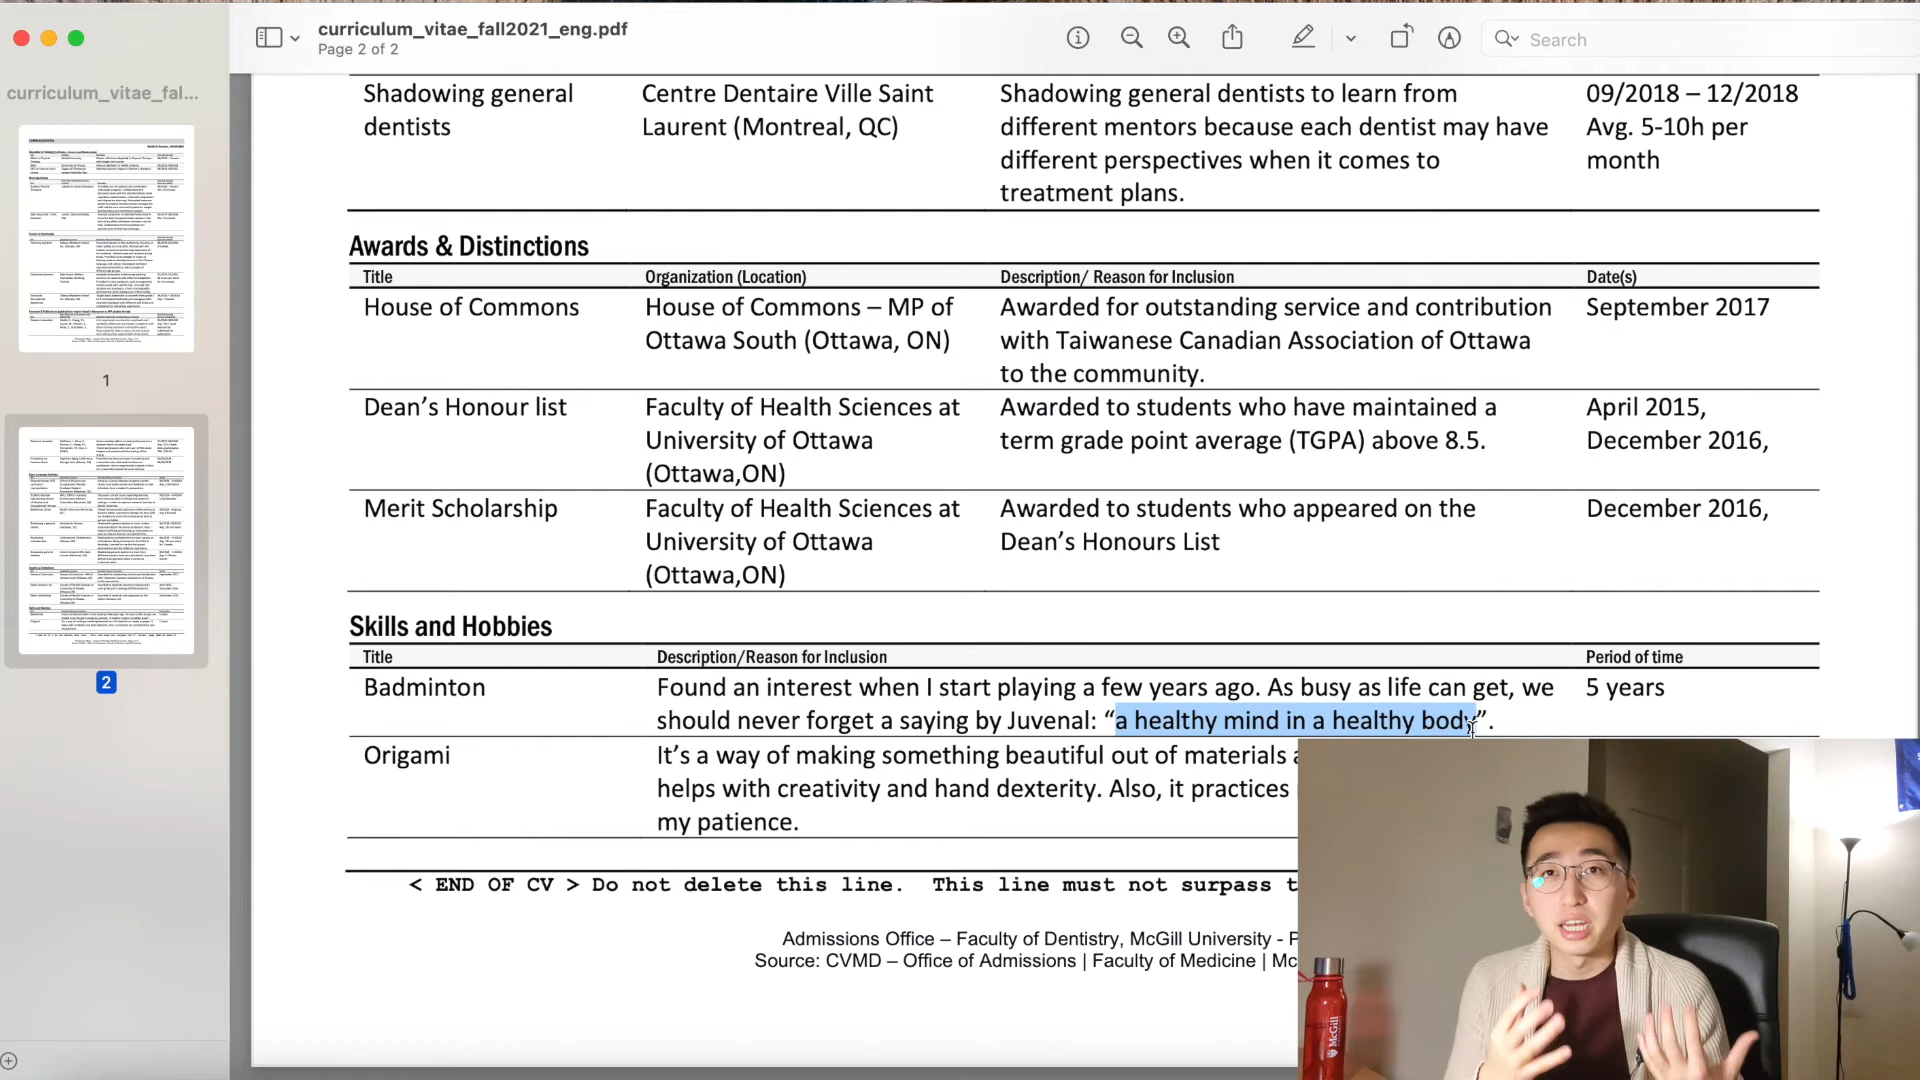 curriculum_vitae_fall2021_eng.pdf
Page 2 of 2
Search
curriculum_vitae_fal...
1
2
Shadowing general
dentists
Centre Dentaire Ville Saint
Laurent (Montreal, QC)
Shadowing general dentists to learn from
different mentors because each dentist may have
different perspectives when it comes to
treatment plans.
09/2018 – 12/2018
Avg. 5-10h per
month
Awards & Distinctions
Title
Organization (Location)
Description/ Reason for Inclusion
Date(s)
House of Commons
House of Commons – MP of
Ottawa South (Ottawa, ON)
Awarded for outstanding service and contribution
with Taiwanese Canadian Association of Ottawa
to the community.
September 2017
Dean’s Honour list
Faculty of Health Sciences at
University of Ottawa
(Ottawa,ON)
Awarded to students who have maintained a
term grade point average (TGPA) above 8.5.
April 2015,
December 2016,
Merit Scholarship
Faculty of Health Sciences at
University of Ottawa
(Ottawa,ON)
Awarded to students who appeared on the
Dean’s Honours List
December 2016,
Skills and Hobbies
Title
Description/Reason for Inclusion
Period of time
Badminton
Found an interest when I start playing a few years ago. As busy as life can get, we
should never forget a saying by Juvenal: “a healthy mind in a healthy body”.
5 years
Origami
It’s a way of making something beautiful out of materials
helps with creativity and hand dexterity. Also, it practices
my patience.
< END OF CV > Do not delete this line. This line must not surpass
Admissions Office – Faculty of Dentistry, McGill University -
Source: CVMD – Office of Admissions | Faculty of Medicine |
McGill